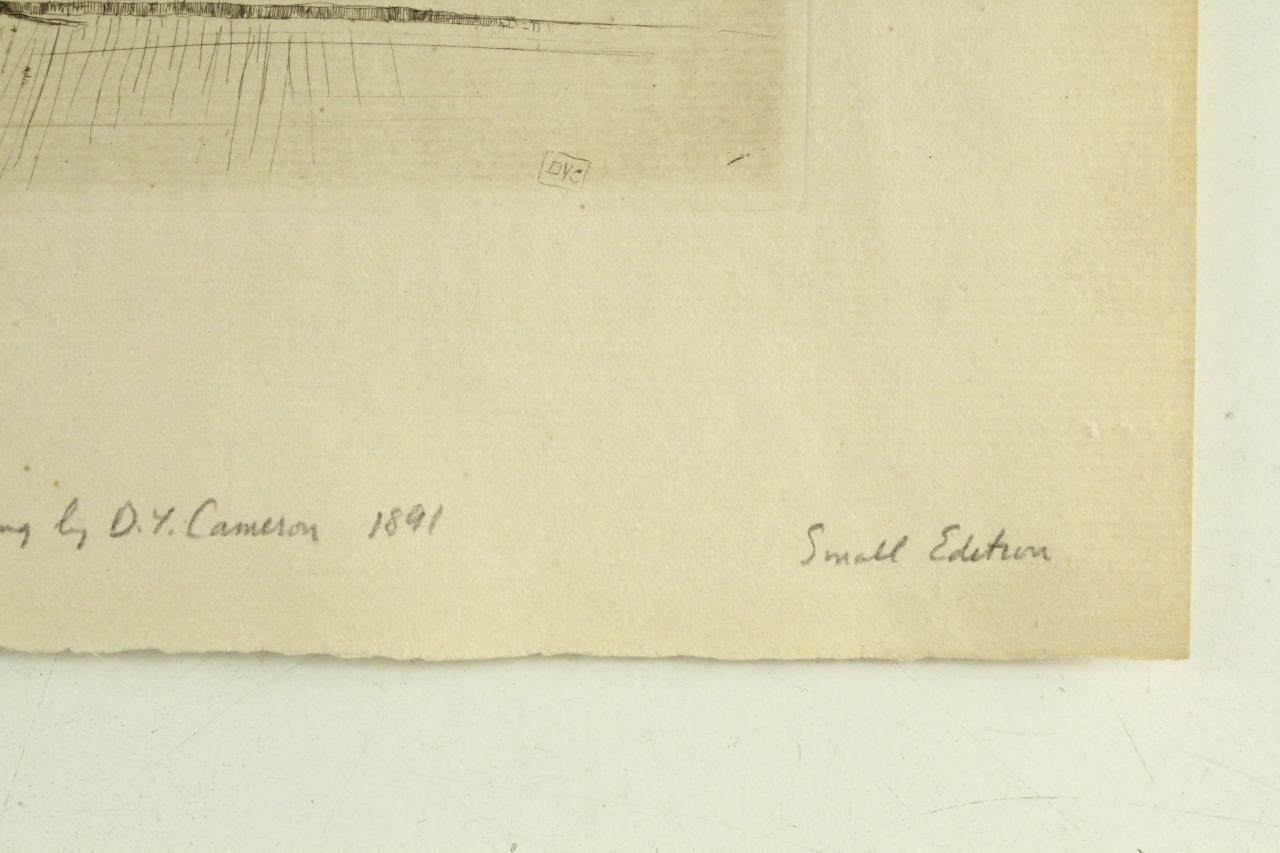 DYC
by D.Y. Cameron 1891
Small Edition